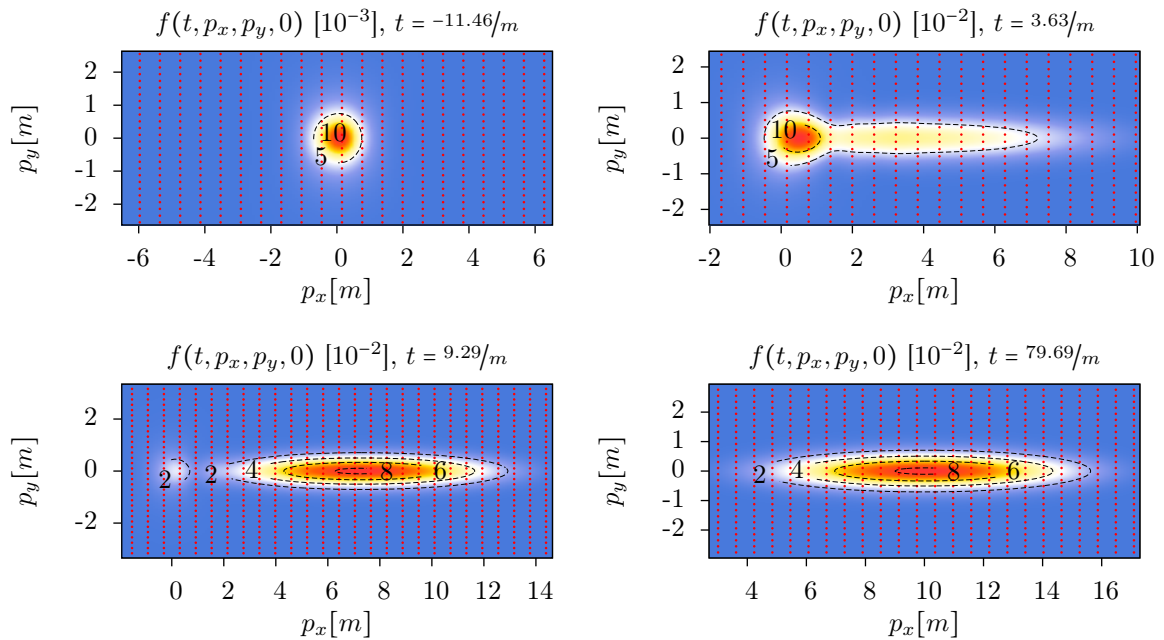 f(t, p_x, p_y, 0) [10^{-3}], t = -11.46/m
f(t, p_x, p_y, 0) [10^{-2}], t = 3.63/m
p_y[m]
2
1
0
-1
-2
10
5
-6 -4 -2 0 2 4 6
p_x[m]
p_y[m]
2
1
0
-1
-2
10
5
-2 0 2 4 6 8 10
p_x[m]
f(t, p_x, p_y, 0) [10^{-2}], t = 9.29/m
f(t, p_x, p_y, 0) [10^{-2}], t = 79.69/m
p_y[m]
2
0
-2
2 2 4 8 6
0 2 4 6 8 10 12 14
p_x[m]
p_y[m]
2
1
0
-1
-2
2 4 8 6
4 6 8 10 12 14 16
p_x[m]